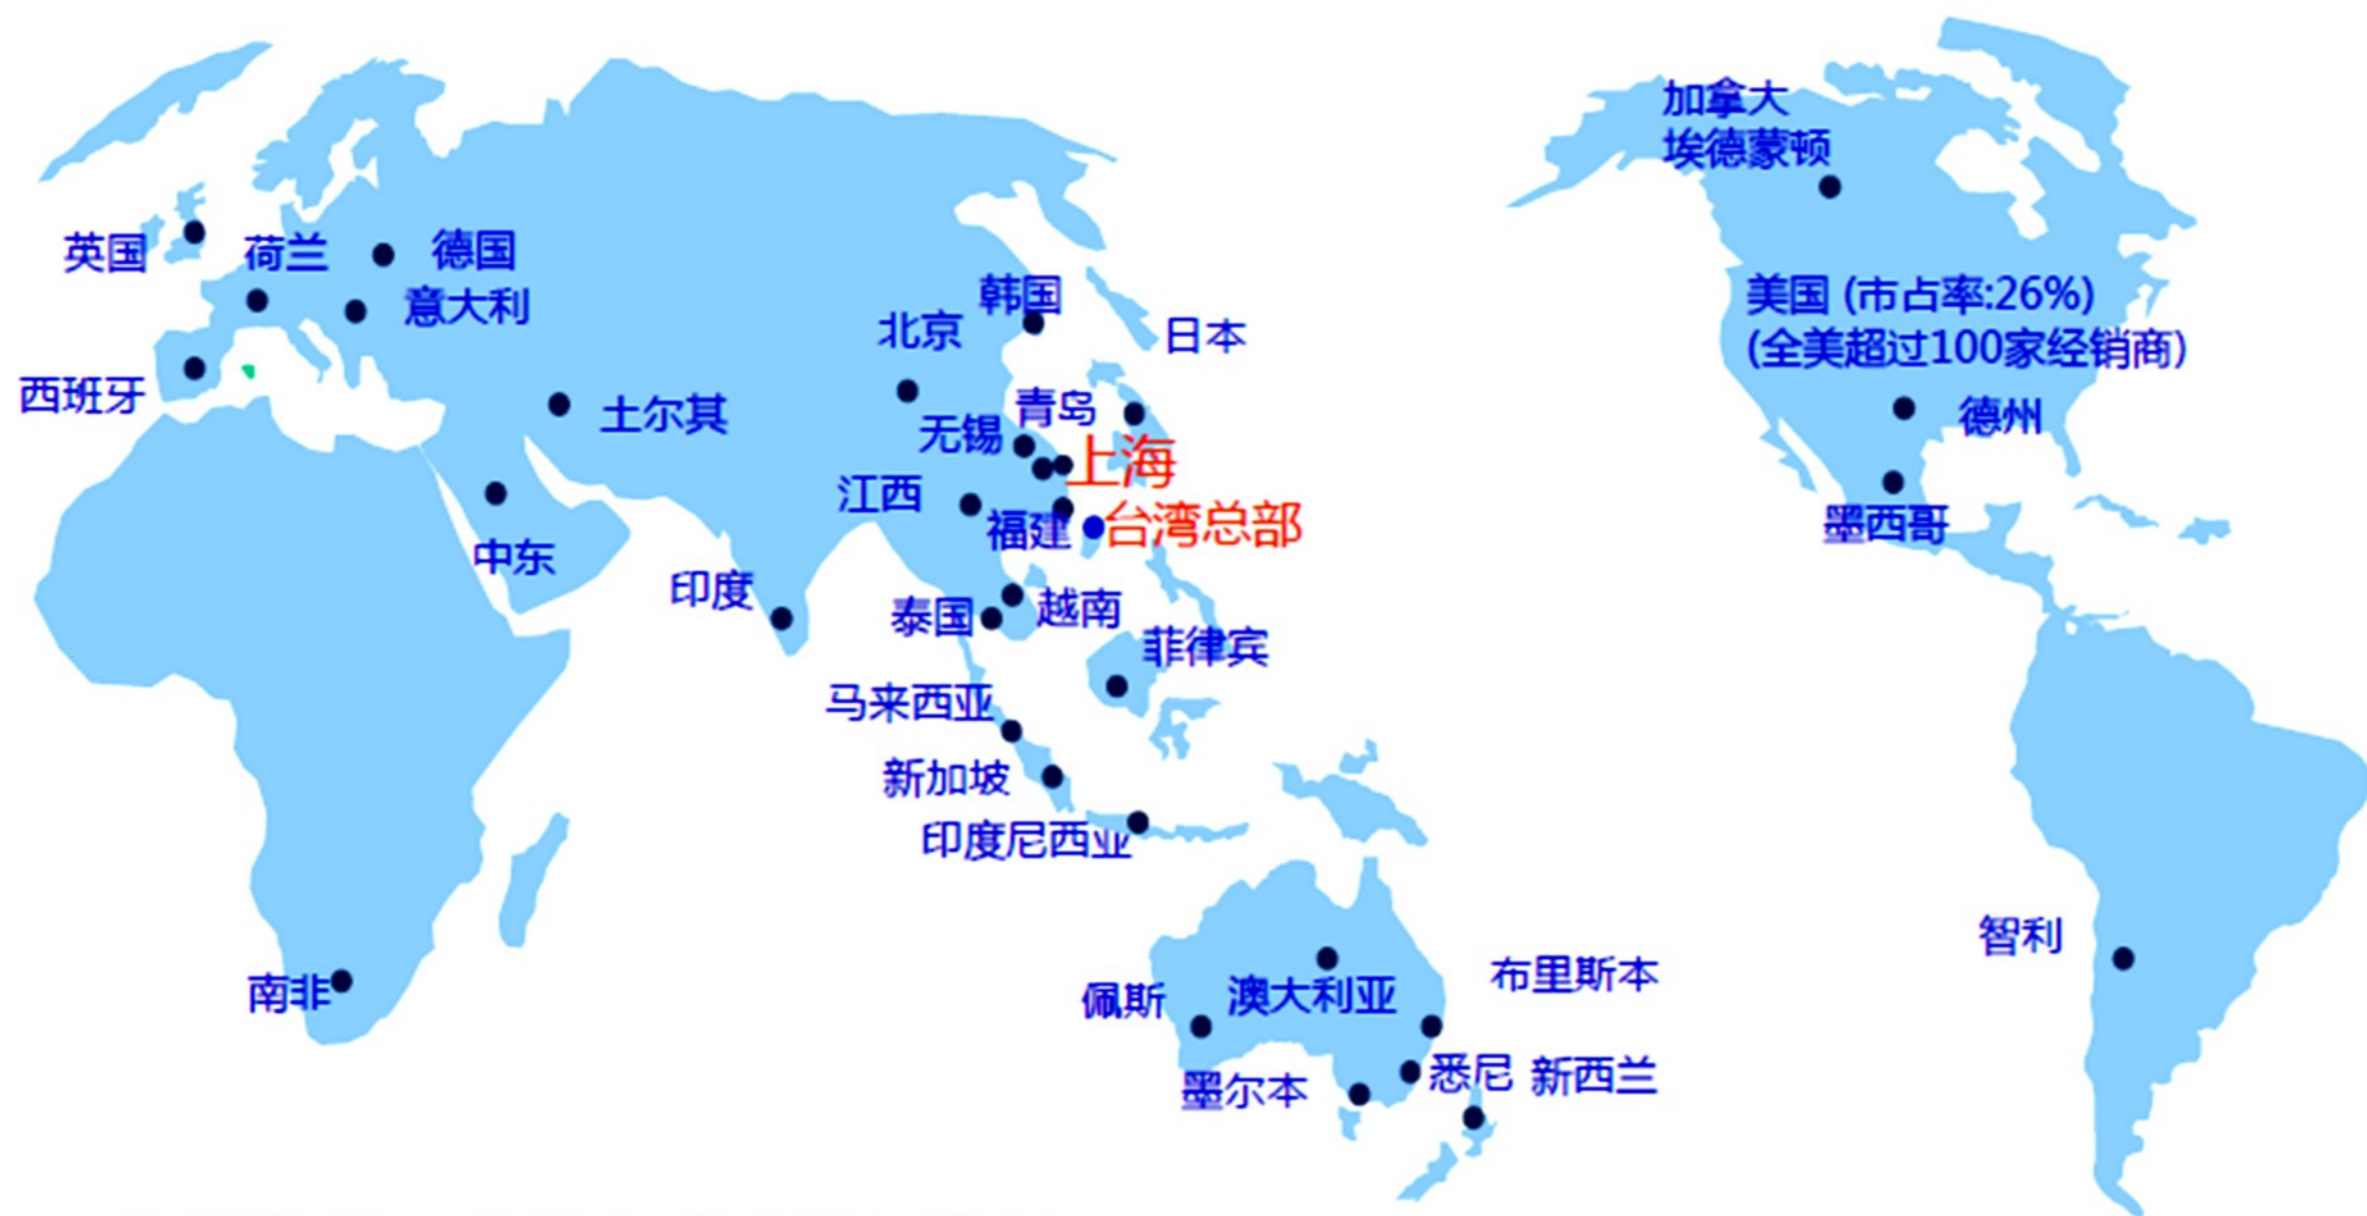 加拿大
埃德蒙顿
英国
荷兰
德国
意大利
西班牙
土尔其
中东
印度
南非
韩国
日本
北京
青岛
无锡
上海
江西
福建
台湾总部
泰国
越南
菲律宾
马来西亚
新加坡
印度尼西亚
佩斯
澳大利亚
布里斯本
墨尔本
悉尼
新西兰
美国 (市占率:26%)
(全美超过100家经销商)
德州
墨西哥
智利